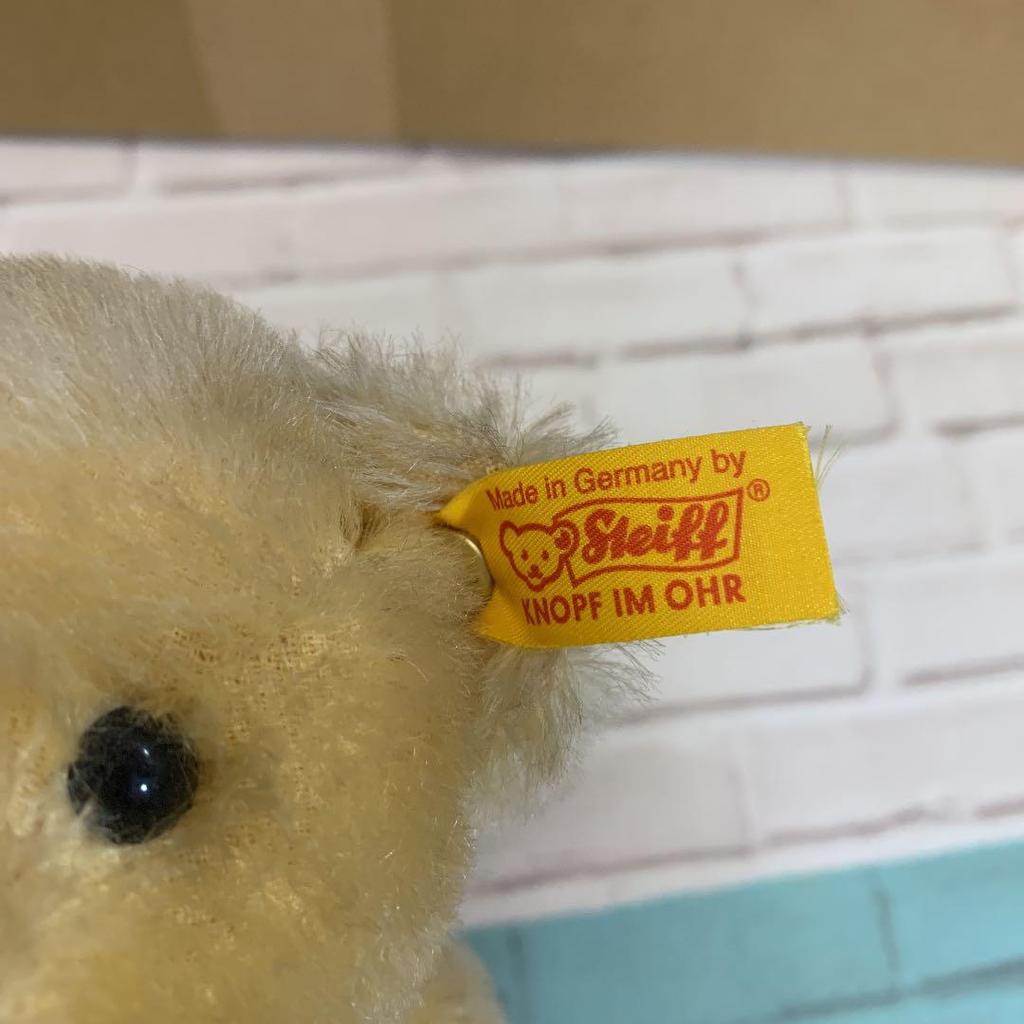 Made in Germany by
Steiff®
KNOPF IM OHR